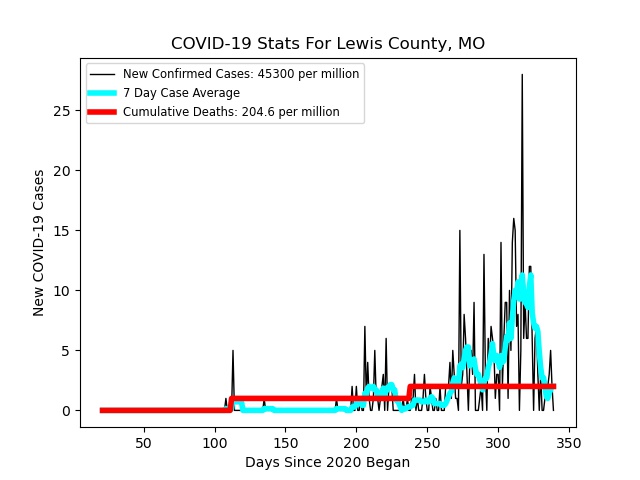 COVID-19 Stats For Lewis County, MO
New Confirmed Cases: 45300 per million
7 Day Case Average
Cumulative Deaths: 204.6 per million
New COVID-19 Cases
25
20
15
10
5
0
50 100 150 200 250 300 350
Days Since 2020 Began